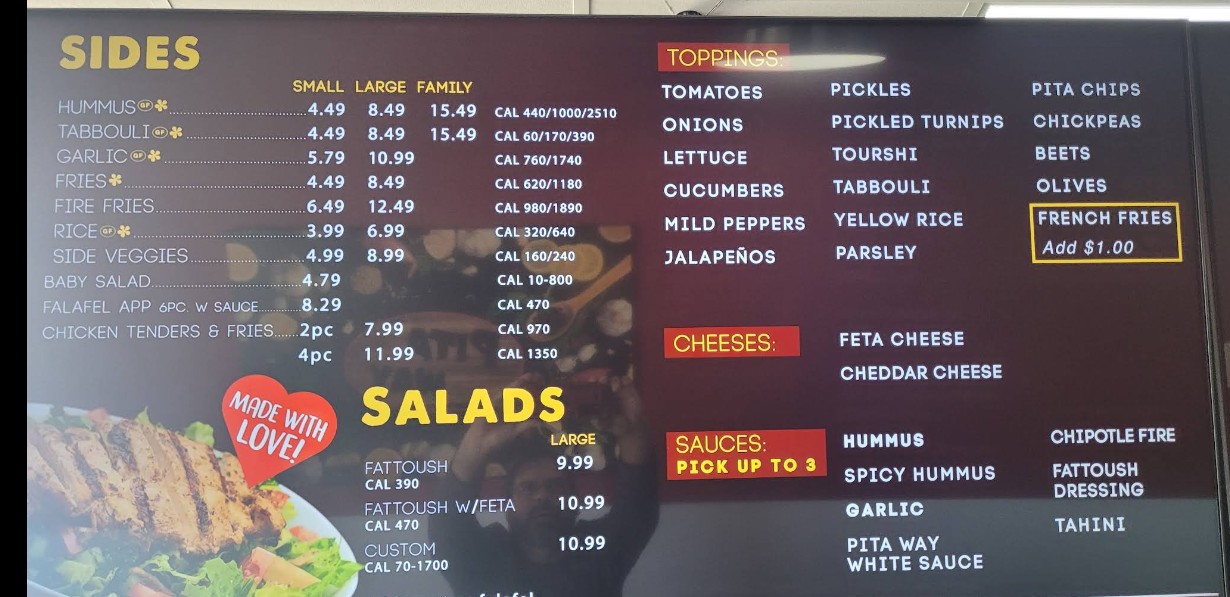 SIDES
SMALL LARGE FAMILY
HUMMUS GF 4.49 8.49 15.49 CAL 440/1000/2510
TABBOULI GF 4.49 8.49 15.49 CAL 60/170/390
GARLIC GF 5.79 10.99 CAL 760/1740
FRIES 4.49 8.49 CAL 620/1180
FIRE FRIES 6.49 12.49 CAL 980/1890
RICE GF 3.99 6.99 CAL 320/640
SIDE VEGGIES 4.99 8.99 CAL 160/240
BABY SALAD 4.79 CAL 10-800
FALAFEL APP 6PC. W SAUCE 8.29 CAL 470
CHICKEN TENDERS & FRIES 2pc 7.99 CAL 970
4pc 11.99 CAL 1350
MADE WITH
LOVE!
SALADS
LARGE
FATTOUSH 9.99
CAL 390
FATTOUSH W/FETA 10.99
CAL 470
CUSTOM 10.99
CAL 70-1700
TOPPINGS:
TOMATOES PICKLES PITA CHIPS
ONIONS PICKLED TURNIPS CHICKPEAS
LETTUCE TOURSHI BEETS
CUCUMBERS TABBOULI OLIVES
MILD PEPPERS YELLOW RICE FRENCH FRIES
JALAPEÑOS PARSLEY Add $1.00
CHEESES: FETA CHEESE
CHEDDAR CHEESE
SAUCES:
PICK UP TO 3
HUMMUS
SPICY HUMMUS
GARLIC
PITA WAY
WHITE SAUCE
CHIPOTLE FIRE
FATTOUSH
DRESSING
TAHINI